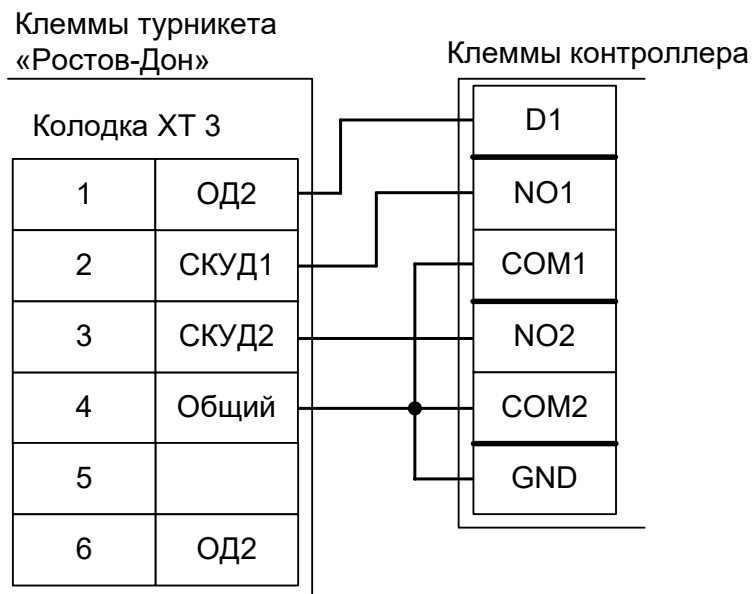 Клеммы турникета
«Ростов-Дон»
Клеммы контроллера
Колодка XT 3
1 ОД2
2 СКУД1
3 СКУД2
4 Общий
5
6 ОД2
D1
NO1
COM1
NO2
COM2
GND